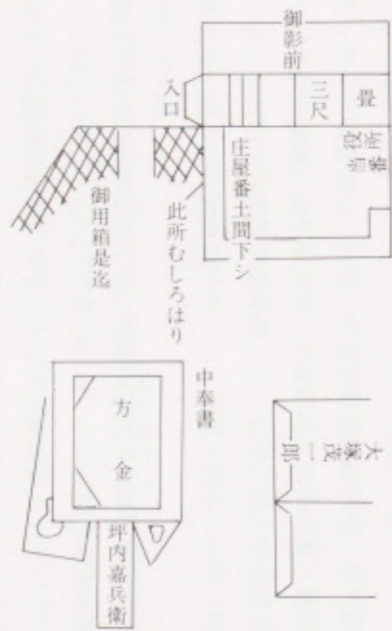 御影前
畳
三尺
入口
庄屋番土間下シ
此所むしろはり
御用箱是迄
中奉書
方金
坪内嘉兵衛
大塚茂一郎